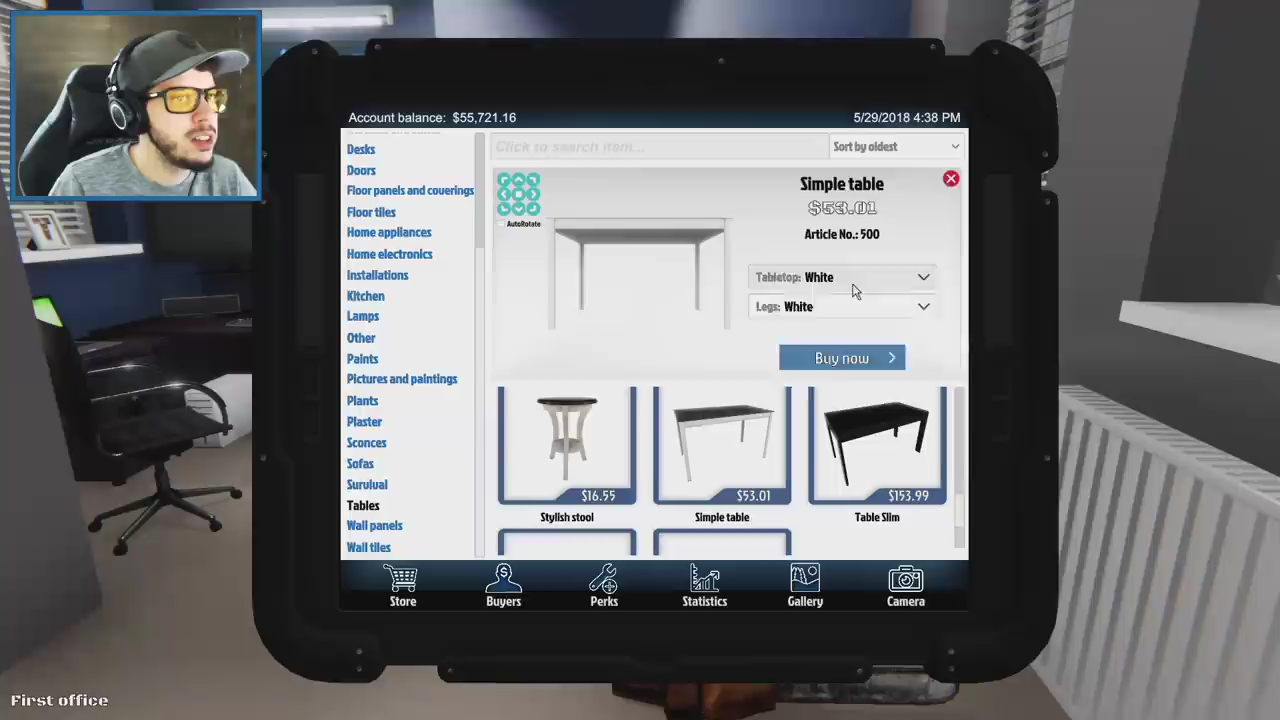 Account balance: $55,721.16
5/29/2018 4:38 PM
Desks
Doors
Floor panels and coverings
Floor tiles
Home appliances
Home electronics
Installations
Kitchen
Lamps
Other
Paints
Pictures and paintings
Plants
Plaster
Sconces
Sofas
Survival
Tables
Wall panels
Wall tiles
Click to search item...
Sort by oldest
AutoRotate
Simple table
$53.01
Article No.: 500
Tabletop: White
Legs: White
Buy now
$16.55
$53.01
$153.99
Stylish stool
Simple table
Table Slim
Store
Buyers
Perks
Statistics
Gallery
Camera
First office